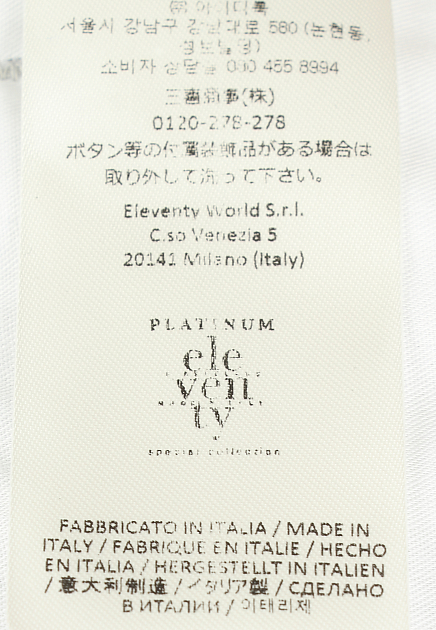 서울시 강남구 강남대로 580 (논현동,
소비자 상담실 080 455 8994
三喬商事(株)
0120-278-278
ボタン等の付属装飾品がある場合は
取り外して洗って下さい。
Eleventy World S.r.l.
C.so Venezia 5
20141 Milano (Italy)
PLATINUM
ele
ven
ty
special collection
FABBRICATO IN ITALIA / MADE IN
ITALY / FABRIQUE EN ITALIE / HECHO
EN ITALIA / HERGESTELLT IN ITALIEN
/ 意大利制造 / イタリア製 / СДЕЛАНО
В ИТАЛИИ / 이태리제